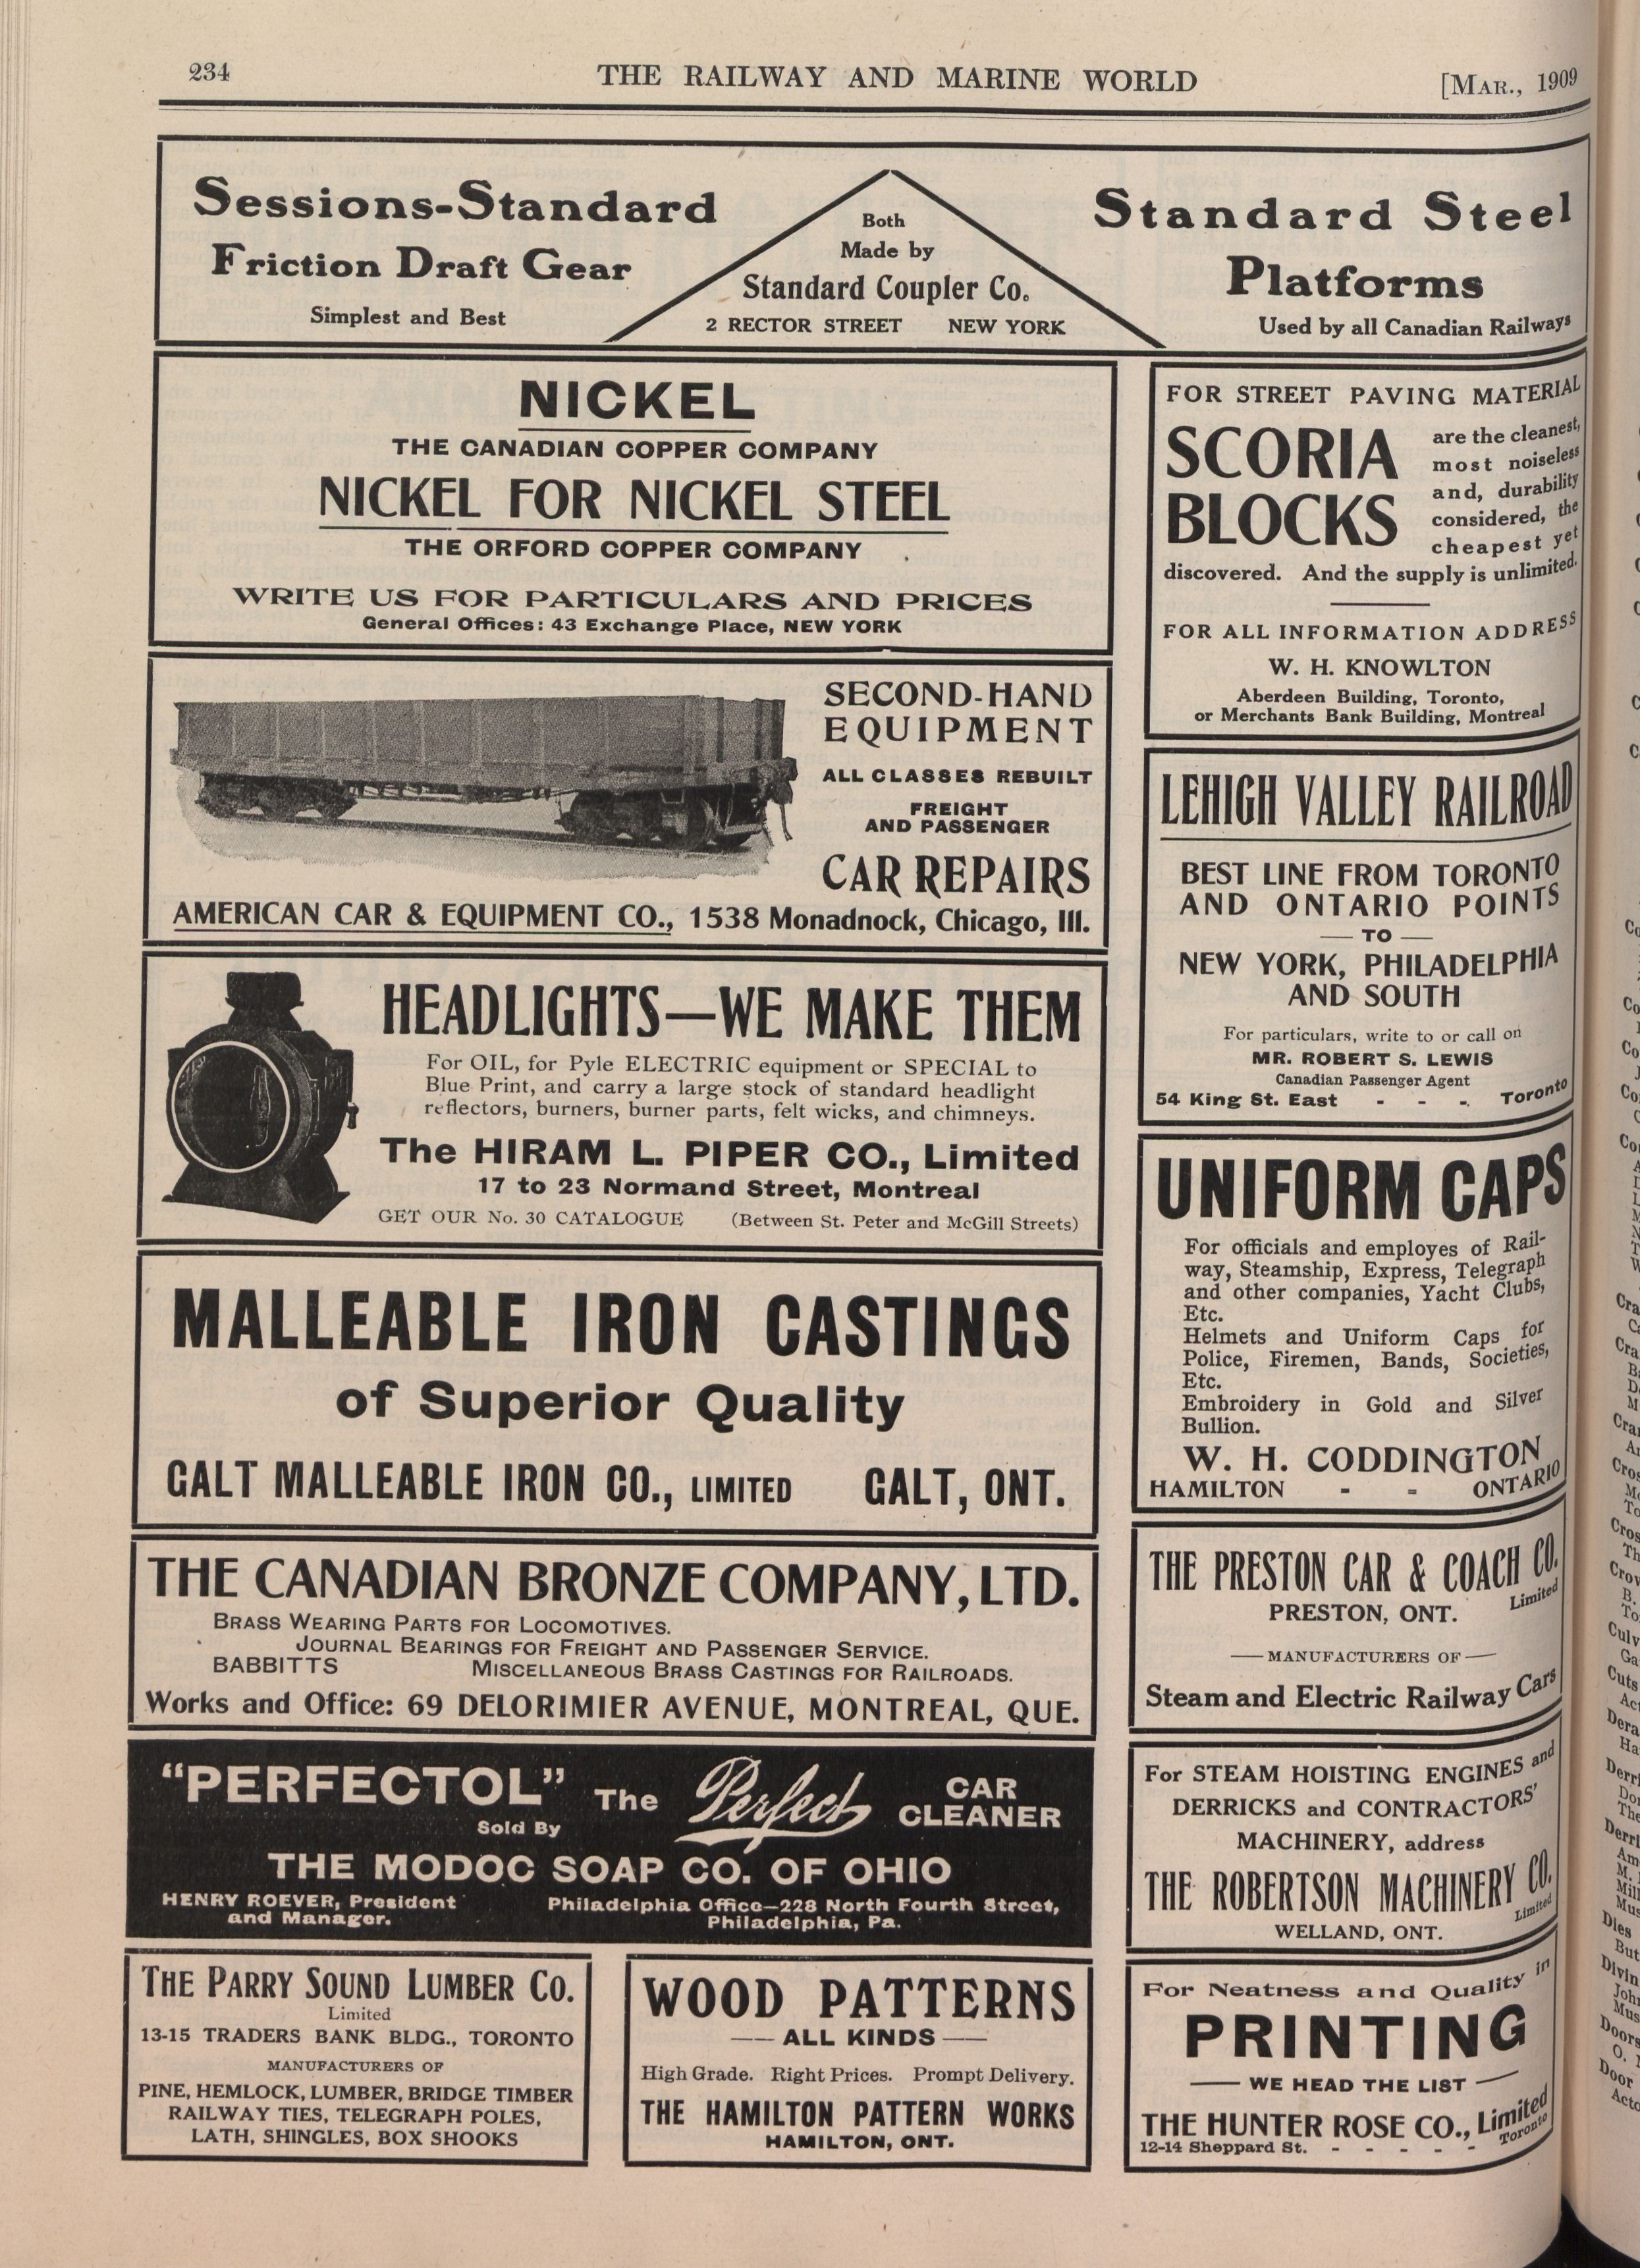 234
THE RAILWAY AND MARINE WORLD
[MAR., 1909
Sessions-Standard
Friction Draft Gear
Simplest and Best
Both
Made by
Standard Coupler Co.
2 RECTOR STREET NEW YORK
Standard Steel
Platforms
Used by all Canadian Railways
NICKEL
THE CANADIAN COPPER COMPANY
NICKEL FOR NICKEL STEEL
THE ORFORD COPPER COMPANY
WRITE US FOR PARTICULARS AND PRICES
General Offices: 43 Exchange Place, NEW YORK
SECOND-HAND
EQUIPMENT
ALL CLASSES REBUILT
FREIGHT
AND PASSENGER
CAR REPAIRS
AMERICAN CAR & EQUIPMENT CO., 1538 Monadnock, Chicago, Ill.
HEADLIGHTS—WE MAKE THEM
For OIL, for Pyle ELECTRIC equipment or SPECIAL to
Blue Print, and carry a large stock of standard headlight
reflectors, burners, burner parts, felt wicks, and chimneys.
The HIRAM L. PIPER CO., Limited
17 to 23 Normand Street, Montreal
GET OUR No. 30 CATALOGUE (Between St. Peter and McGill Streets)
MALLEABLE IRON CASTINGS
of Superior Quality
GALT MALLEABLE IRON CO., LIMITED GALT, ONT.
THE CANADIAN BRONZE COMPANY, LTD.
BRASS WEARING PARTS FOR LOCOMOTIVES.
JOURNAL BEARINGS FOR FREIGHT AND PASSENGER SERVICE.
BABBITTS MISCELLANEOUS BRASS CASTINGS FOR RAILROADS.
Works and Office: 69 DELORIMIER AVENUE, MONTREAL, QUE.
"PERFECTOL" The Perfect CAR
CLEANER
Sold By
THE MODOC SOAP CO. OF OHIO
HENRY ROEVER, President
and Manager.
Philadelphia Office—228 North Fourth Street,
Philadelphia, Pa.
THE PARRY SOUND LUMBER CO.
Limited
13-15 TRADERS BANK BLDG., TORONTO
MANUFACTURERS OF
PINE, HEMLOCK, LUMBER, BRIDGE TIMBER
RAILWAY TIES, TELEGRAPH POLES,
LATH, SHINGLES, BOX SHOOKS
WOOD PATTERNS
— ALL KINDS —
High Grade. Right Prices. Prompt Delivery.
THE HAMILTON PATTERN WORKS
HAMILTON, ONT.
FOR STREET PAVING MATERIAL
SCORIA
BLOCKS
are the cleanest,
most noiseless
and, durability
considered, the
cheapest yet
discovered. And the supply is unlimited.
FOR ALL INFORMATION ADDRESS
W. H. KNOWLTON
Aberdeen Building, Toronto,
or Merchants Bank Building, Montreal
LEHIGH VALLEY RAILROAD
BEST LINE FROM TORONTO
AND ONTARIO POINTS
— TO —
NEW YORK, PHILADELPHIA
AND SOUTH
For particulars, write to or call on
MR. ROBERT S. LEWIS
Canadian Passenger Agent
54 King St. East - - - Toronto
UNIFORM CAPS
For officials and employes of Rail-
way, Steamship, Express, Telegraph
and other companies, Yacht Clubs,
Etc.
Helmets and Uniform Caps for
Police, Firemen, Bands, Societies,
Etc.
Embroidery in Gold and Silver
Bullion.
W. H. CODDINGTON
HAMILTON - - ONTARIO
THE PRESTON CAR & COACH CO.
Limited
PRESTON, ONT.
— MANUFACTURERS OF —
Steam and Electric Railway Cars
For STEAM HOISTING ENGINES and
DERRICKS and CONTRACTORS'
MACHINERY, address
THE ROBERTSON MACHINERY CO.
Limited
WELLAND, ONT.
For Neatness and Quality in
PRINTING
— WE HEAD THE LIST —
THE HUNTER ROSE CO., Limited
12-14 Sheppard St. - - - - - Toronto